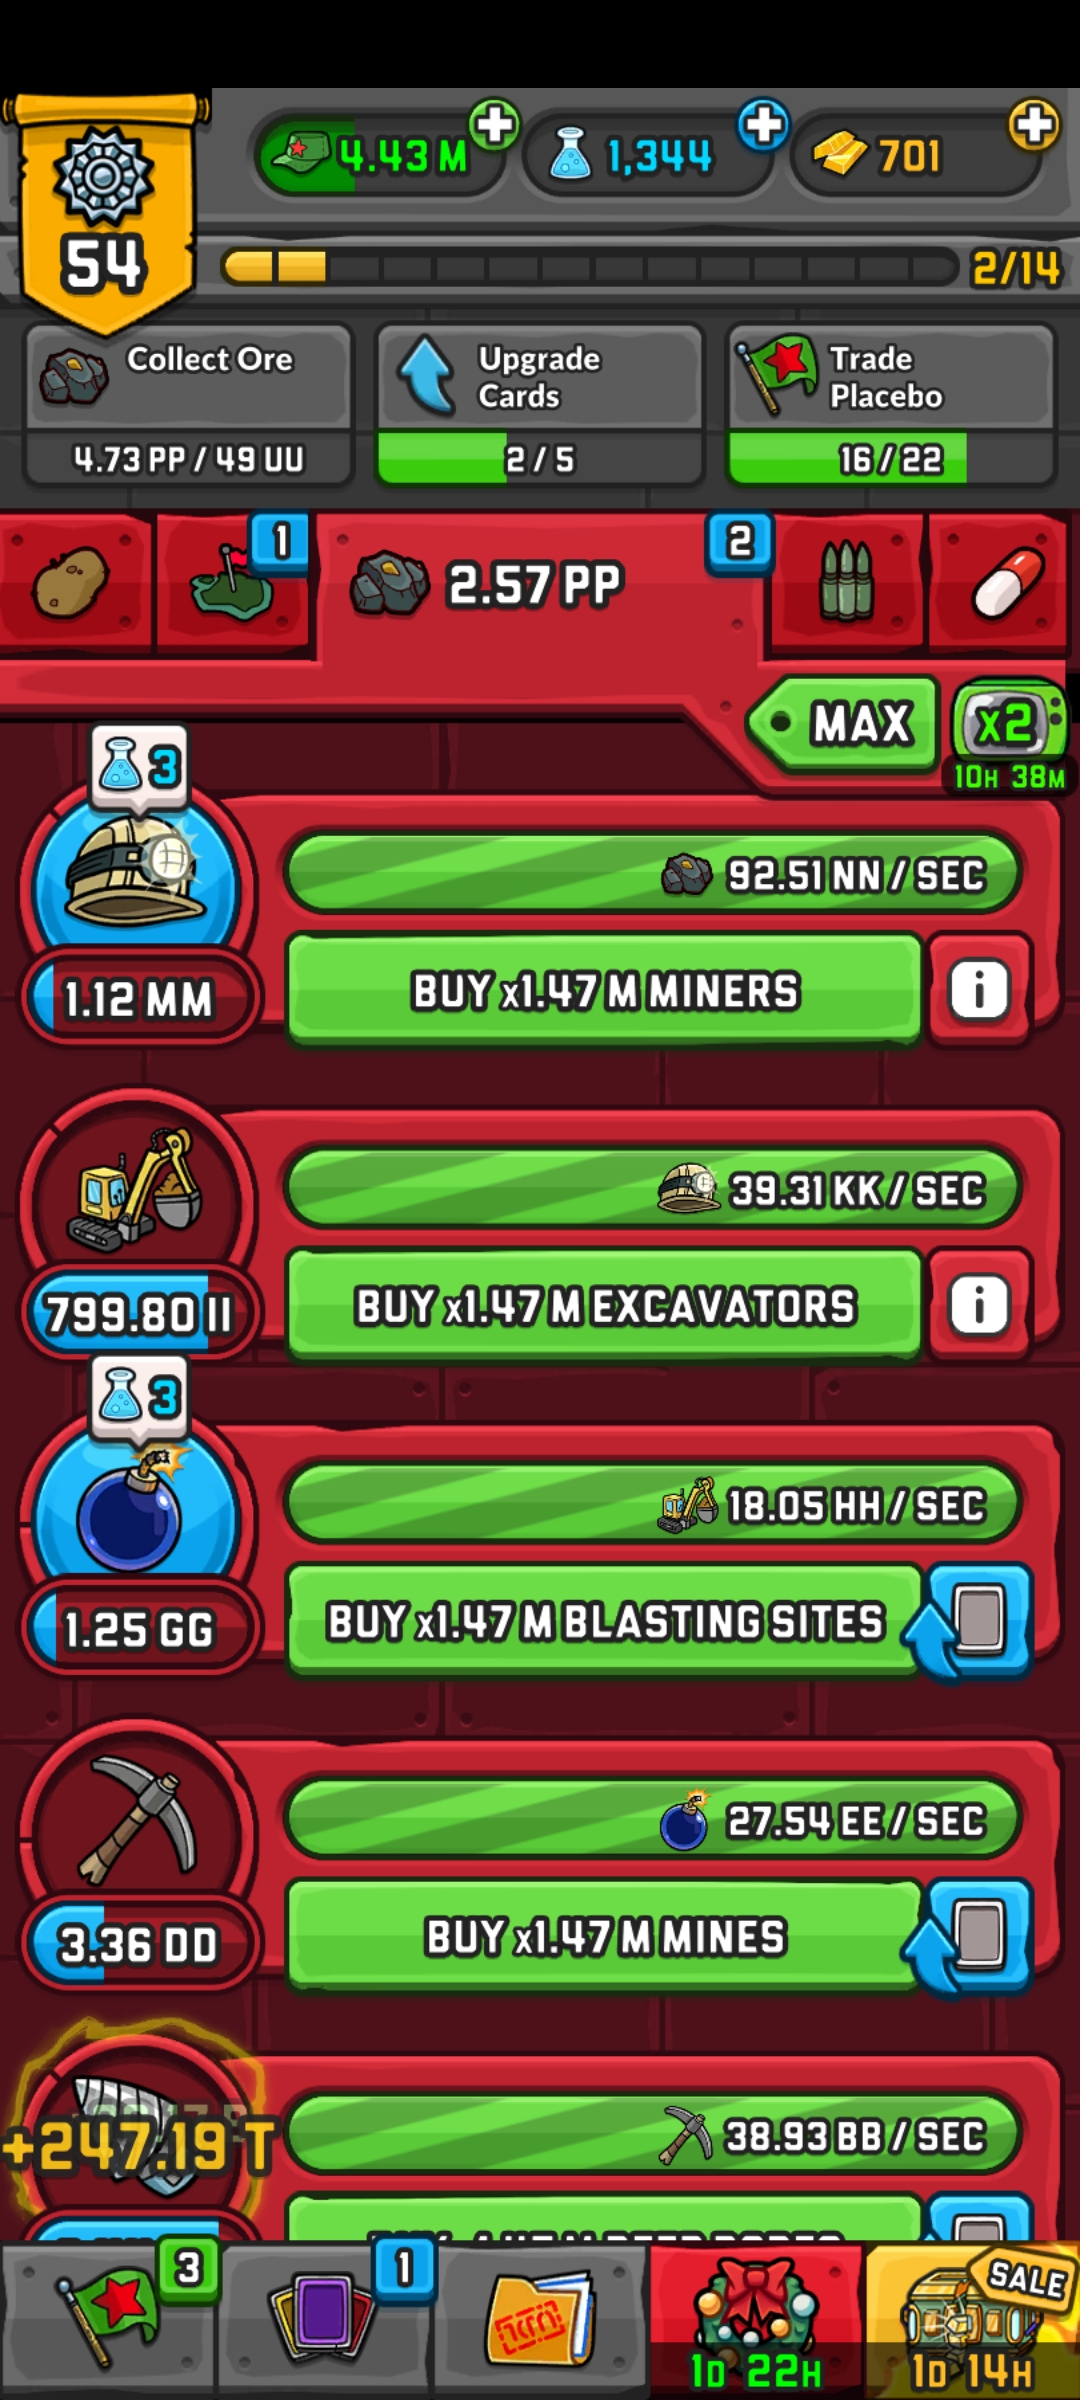 4.43 M
1,344
701
54
2/14
Collect Ore
4.73 PP / 49 UU
Upgrade
Cards
2 / 5
Trade
Placebo
16 / 22
1
2.57 PP
2
MAX
x2
10H 38M
3
92.51 NN / SEC
1.12 MM
BUY x1.47 M MINERS
i
39.31 KK / SEC
799.80 II
BUY x1.47 M EXCAVATORS
i
3
18.05 HH / SEC
1.25 GG
BUY x1.47 M BLASTING SITES
27.54 EE / SEC
3.36 DD
BUY x1.47 M MINES
+247.19 T
38.93 BB / SEC
3
1
SALE
1D 22H
1D 14H